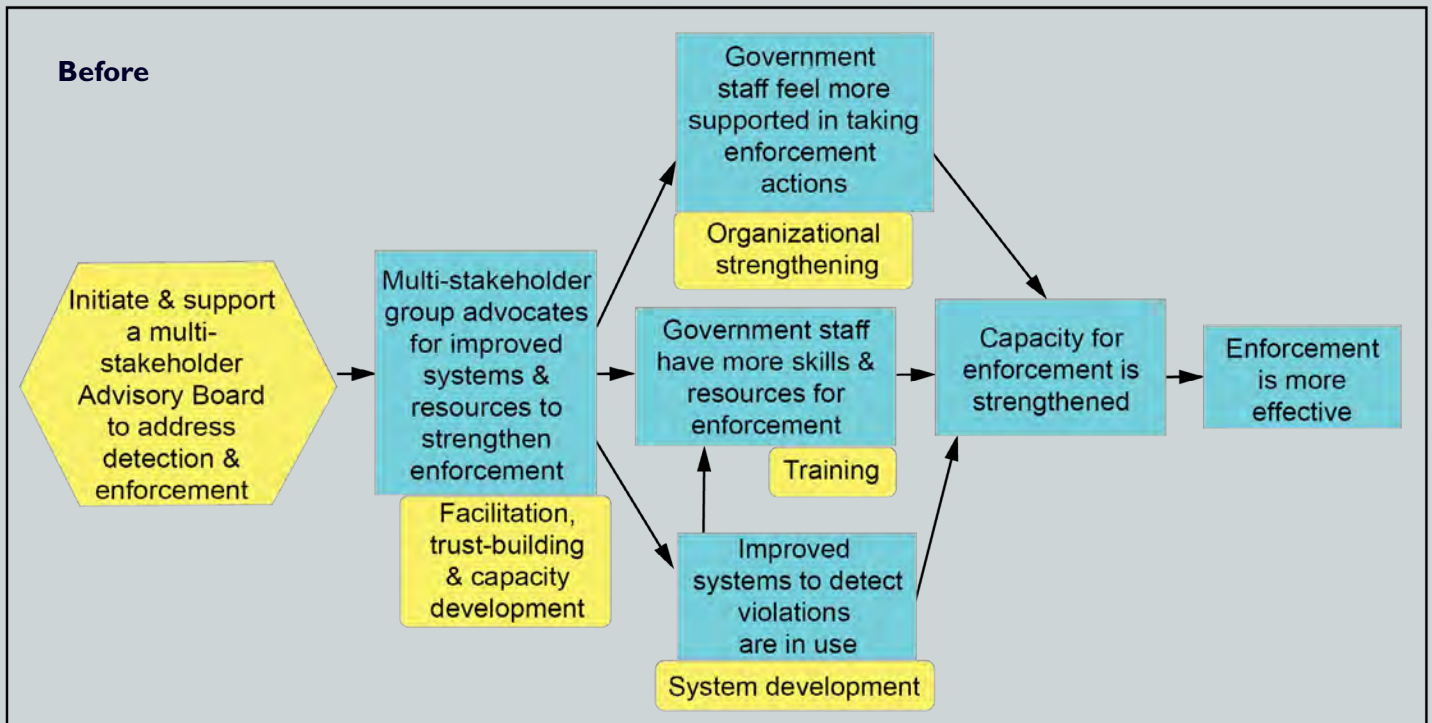 Before
Initiate & support
a multi-
stakeholder
Advisory Board
to address
detection &
enforcement
Multi-stakeholder
group advocates
for improved
systems &
resources to
strengthen
enforcement
Facilitation,
trust-building
& capacity
development
Government
staff feel more
supported in taking
enforcement
actions
Organizational
strengthening
Government staff
have more skills &
resources for
enforcement
Training
Improved
systems to detect
violations
are in use
System development
Capacity for
enforcement is
strengthened
Enforcement
is more
effective